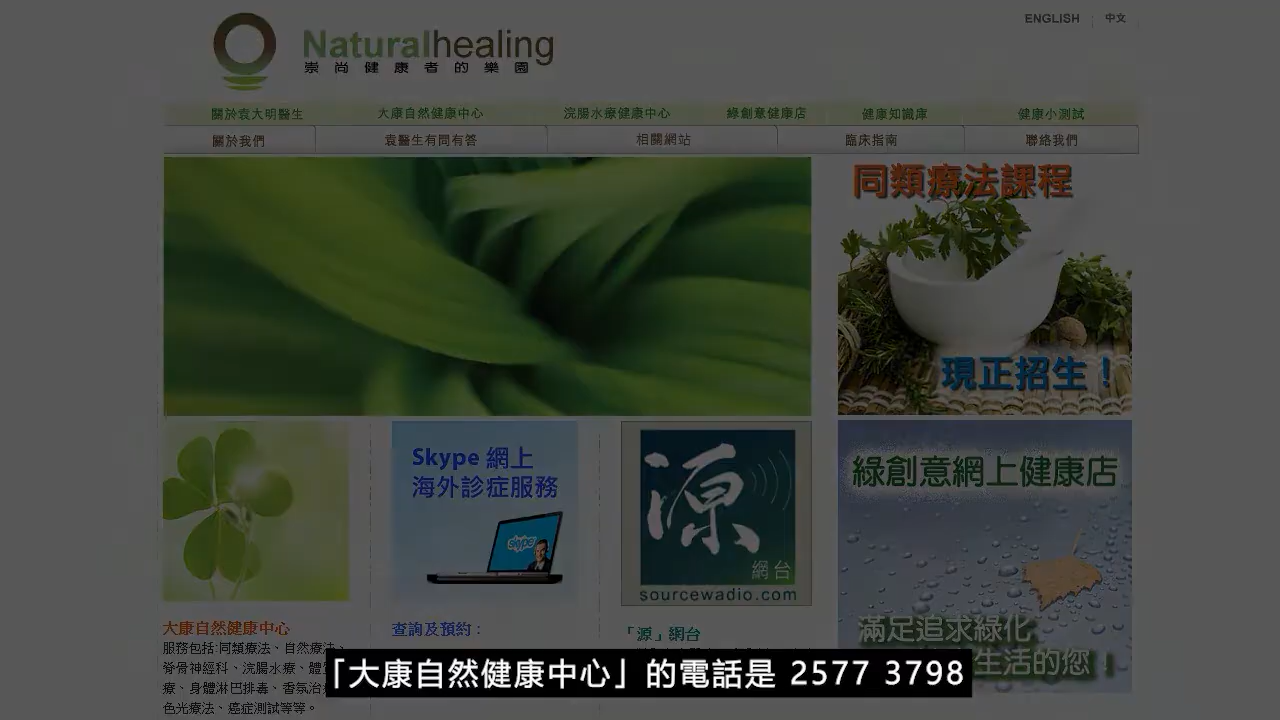 ENGLISH
中文
Naturalhealing
崇尚健康者的樂園
關於袁大明醫生
大康自然健康中心
浣腸水療健康中心
綠創意健康店
健康知識庫
健康小測試
關於我們
袁醫生有問有答
相關網站
臨床指南
聯絡我們
同類療法課程
現正招生！
Skype 網上
海外診症服務
skype
源
網台
sourcewadio.com
綠創意網上健康店
滿足追求綠化
生活的您！
大康自然健康中心
服務包括:同類療法、自然療法、
脊骨神經科、浣腸水療、
療、身體淋巴排毒、香芭治
色光療法、癌症測試等等。
查詢及預約：
「源」網台
「大康自然健康中心」的電話是 2577 3798